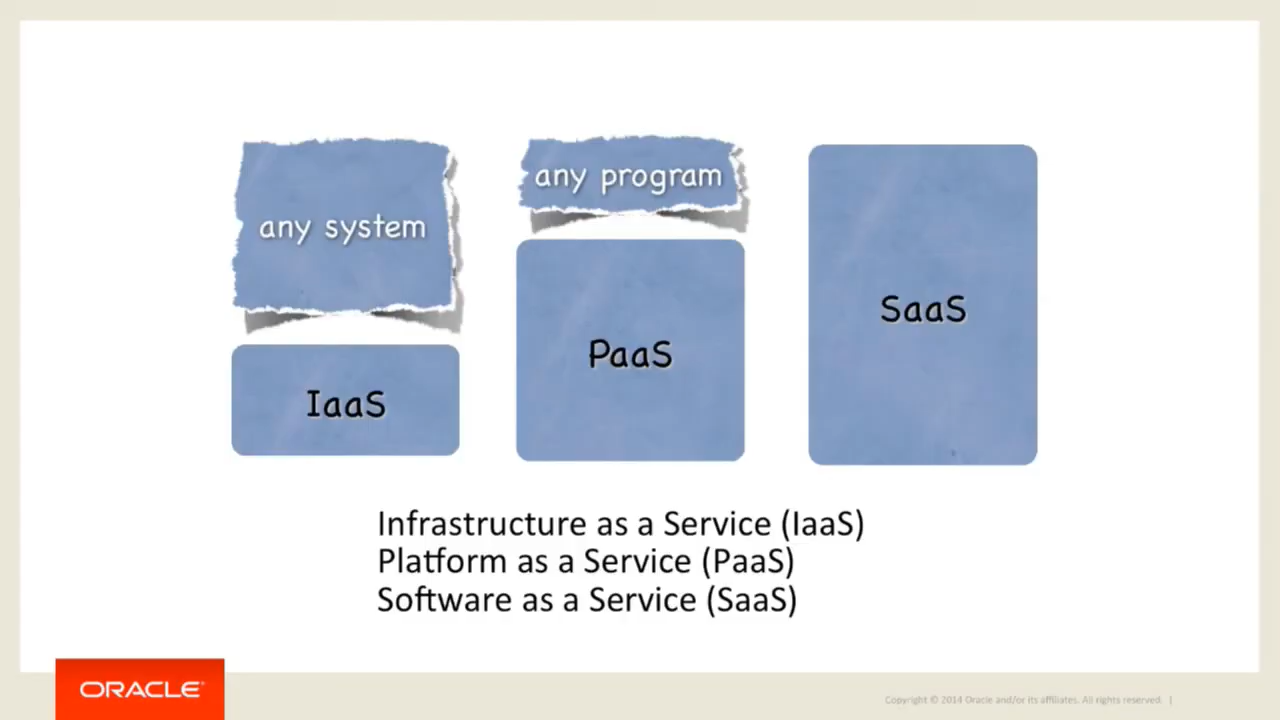 any system
any program
IaaS
PaaS
SaaS
Infrastructure as a Service (IaaS)
Platform as a Service (PaaS)
Software as a Service (SaaS)
ORACLE®
Copyright © 2014 Oracle and/or its affiliates. All rights reserved. |